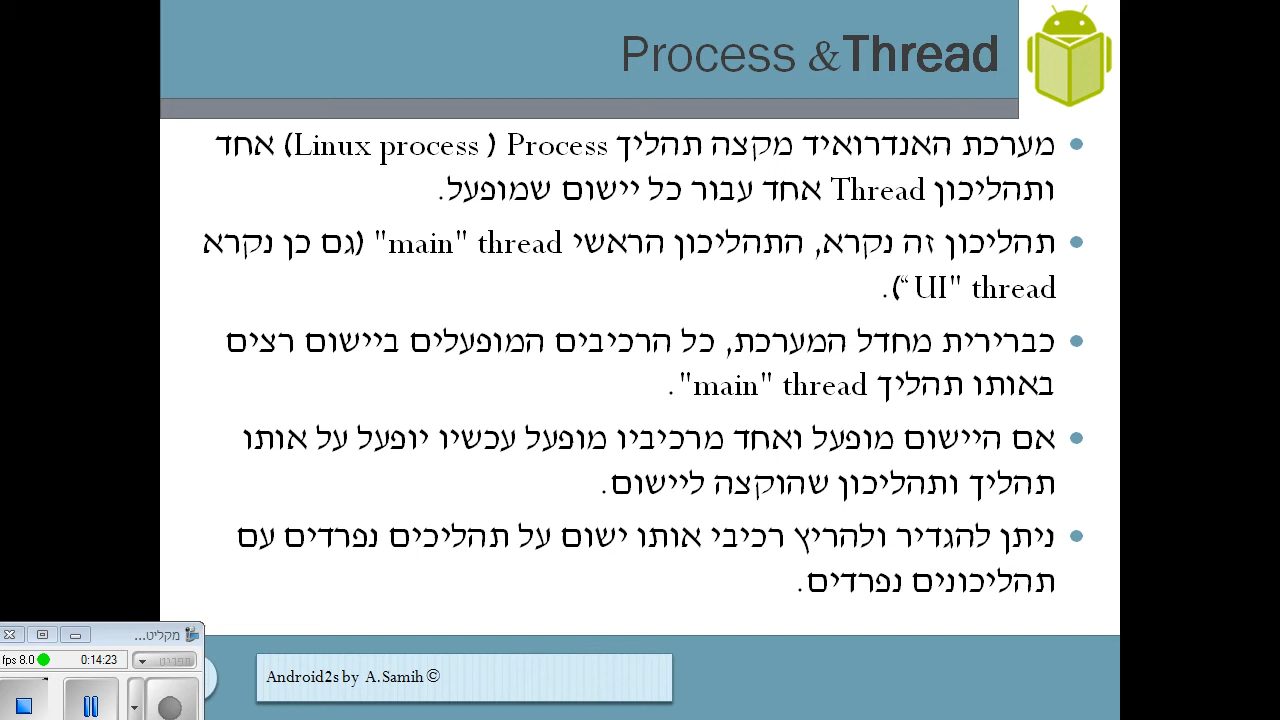 Process &Thread
מערכת האנדרואיד מקצה תהליך Process ( Linux process) אחד
ותהליכון Thread אחד עבור כל יישום שמופעל.
תהליכון זה נקרא, התהליכון הראשי "main" thread (גם כן נקרא
“UI" thread).
כברירית מחדל המערכת, כל הרכיבים המופעלים ביישום רצים
באותו תהליך "main" thread.
אם היישום מופעל ואחד מרכיביו מופעל עכשיו יופעל על אותו
תהליך ותהליכון שהוקצה ליישום.
ניתן להגדיר ולהריץ רכיבי אותו ישום על תהליכים נפרדים עם
תהליכונים נפרדים.
מקליט...
fps 8.0
0:14:23
תפריט
Android2s by A.Samih ©